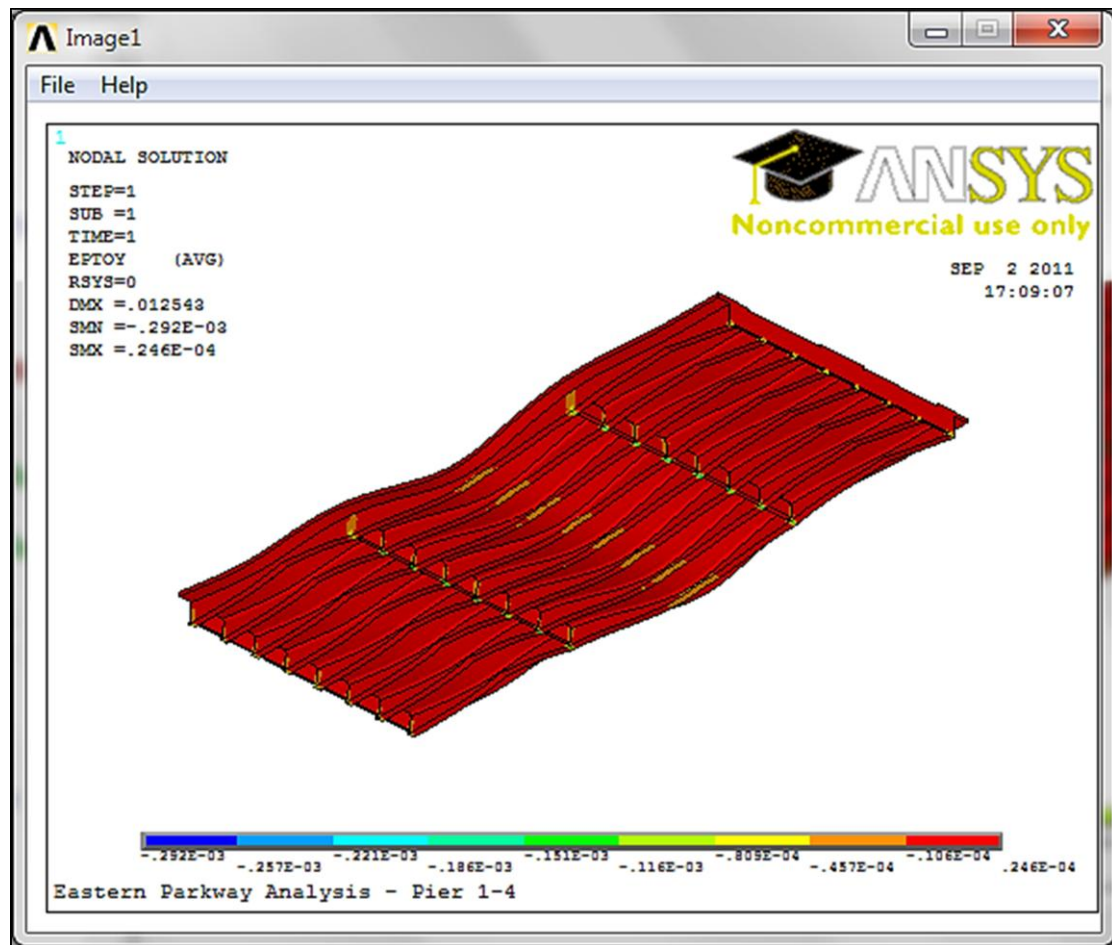 Image1
File Help
1
NODAL SOLUTION
STEP=1
SUB =1
TIME=1
EPTOY (AVG)
RSYS=0
DMX =.012543
SMN =-.292E-03
SMX =.246E-04
ANSYS
Noncommercial use only
SEP 2 2011
17:09:07
-.292E-03 -.221E-03 -.151E-03 -.809E-04 -.106E-04
-.257E-03 -.186E-03 -.116E-03 -.457E-04 .246E-04
Eastern Parkway Analysis - Pier 1-4